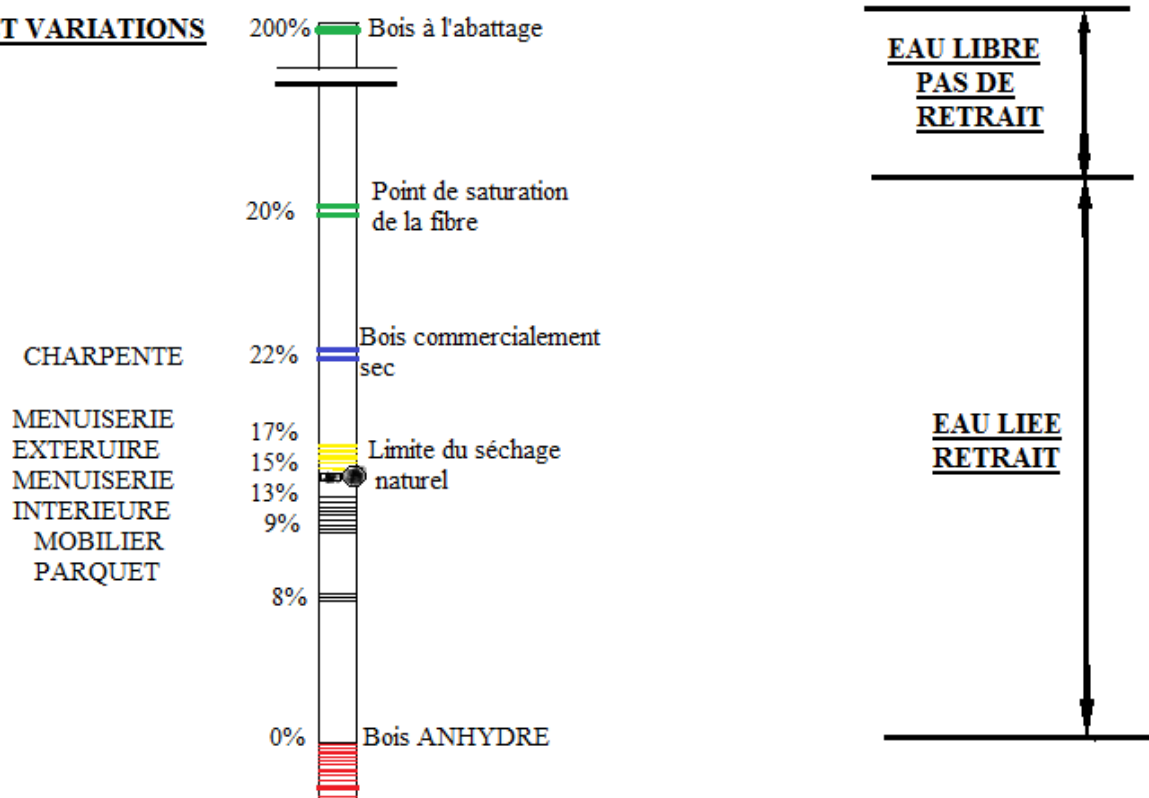 T VARIATIONS
200%
Bois à l'abattage
EAU LIBRE
PAS DE
RETRAIT
20%
Point de saturation
de la fibre
CHARPENTE
22%
Bois commercialement
sec
MENUISERIE
EXTERUIRE
MENUISERIE
INTERIEURE
MOBILIER
PARQUET
17%
15%
13%
9%
Limite du séchage
naturel
EAU LIEE
RETRAIT
8%
0%
Bois ANHYDRE